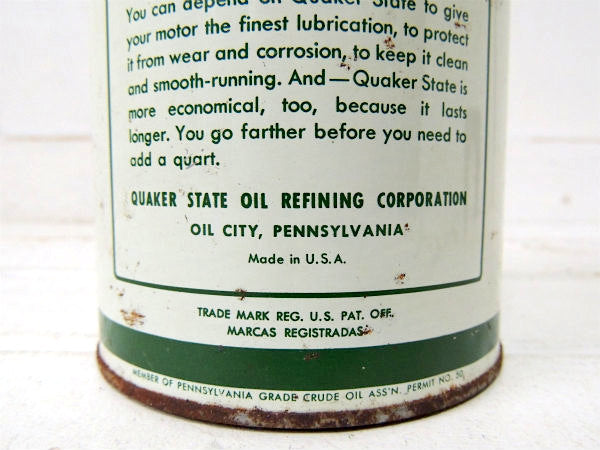 You can depend on Quaker State to give
your motor the finest lubrication, to protect
it from wear and corrosion, to keep it clean
and smooth-running. And—Quaker State is
more economical, too, because it lasts
longer. You go farther before you need to
add a quart.
QUAKER STATE OIL REFINING CORPORATION
OIL CITY, PENNSYLVANIA
Made in U.S.A.
TRADE MARK REG. U.S. PAT. OFF.
MARCAS REGISTRADAS
MEMBER OF PENNSYLVANIA GRADE CRUDE OIL ASS'N. PERMIT NO. 50